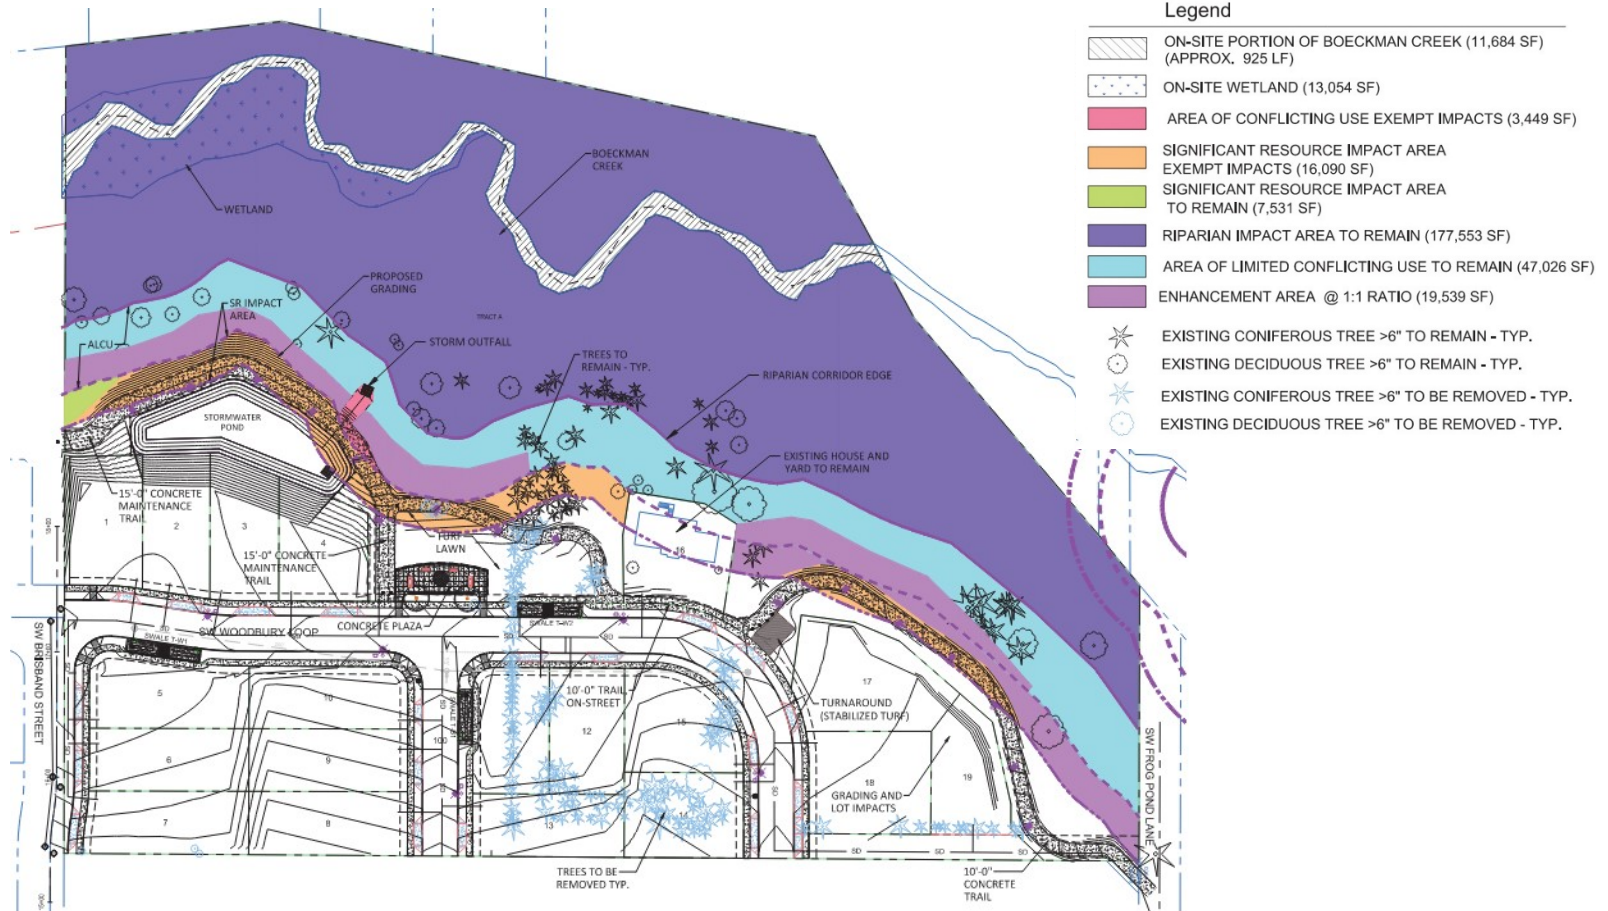 Legend
ON-SITE PORTION OF BOECKMAN CREEK (11,684 SF)
(APPROX. 925 LF)
ON-SITE WETLAND (13,054 SF)
AREA OF CONFLICTING USE EXEMPT IMPACTS (3,449 SF)
SIGNIFICANT RESOURCE IMPACT AREA
EXEMPT IMPACTS (16,090 SF)
SIGNIFICANT RESOURCE IMPACT AREA
TO REMAIN (7,531 SF)
RIPARIAN IMPACT AREA TO REMAIN (177,553 SF)
AREA OF LIMITED CONFLICTING USE TO REMAIN (47,026 SF)
ENHANCEMENT AREA @ 1:1 RATIO (19,539 SF)
EXISTING CONIFEROUS TREE >6" TO REMAIN - TYP.
EXISTING DECIDUOUS TREE >6" TO REMAIN - TYP.
EXISTING CONIFEROUS TREE >6" TO BE REMOVED - TYP.
EXISTING DECIDUOUS TREE >6" TO BE REMOVED - TYP.
BOECKMAN
CREEK
WETLAND
PROPOSED
GRADING
SR IMPACT
AREA
TRACT A
ALCU
STORM OUTFALL
TREES TO
REMAIN - TYP.
RIPARIAN CORRIDOR EDGE
STORMWATER
POND
EXISTING HOUSE AND
YARD TO REMAIN
15'-0" CONCRETE
MAINTENANCE
TRAIL
1
2
3
4
15'-0" CONCRETE
MAINTENANCE
TRAIL
TURF
LAWN
16
CONCRETE PLAZA
SW WOODBURY LOOP
SWALE T-W1
SWALE T-W2
SD
SW BRISBAND STREET
5
10
6
9
7
8
100
10'-0" TRAIL
ON-STREET
12
15
13
14
17
TURNAROUND
(STABILIZED TURF)
18
19
GRADING AND
LOT IMPACTS
SD
SD
SD
TREES TO BE
REMOVED TYP.
10'-0"
CONCRETE
TRAIL
SW FROG POND LANE